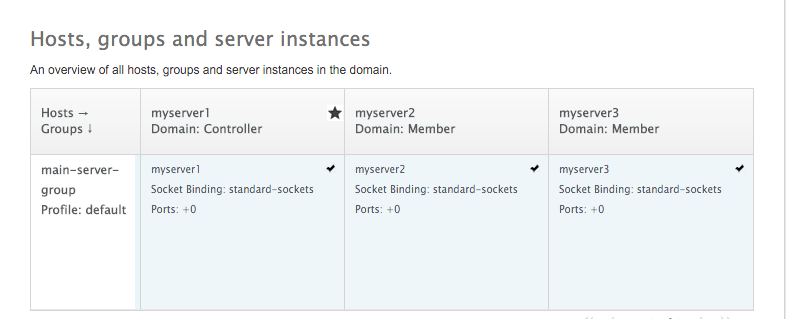 Hosts, groups and server instances
An overview of all hosts, groups and server instances in the domain.
Hosts →
Groups ↓
myserver1
Domain: Controller
myserver2
Domain: Member
myserver3
Domain: Member
main-server-
group
Profile: default
myserver1
Socket Binding: standard-sockets
Ports: +0
myserver2
Socket Binding: standard-sockets
Ports: +0
myserver3
Socket Binding: standard-sockets
Ports: +0